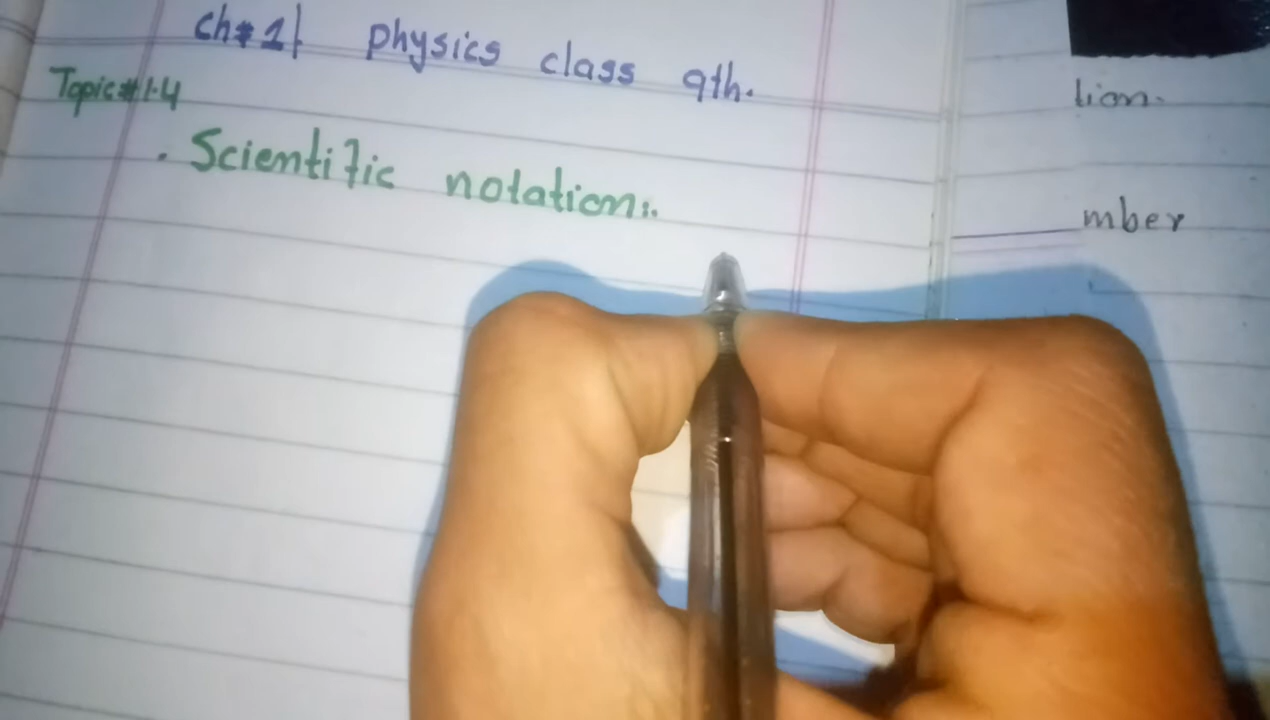 ch#1| physics class 9th.
Topic#1.4
. Scientific notation:.
tion.
mber